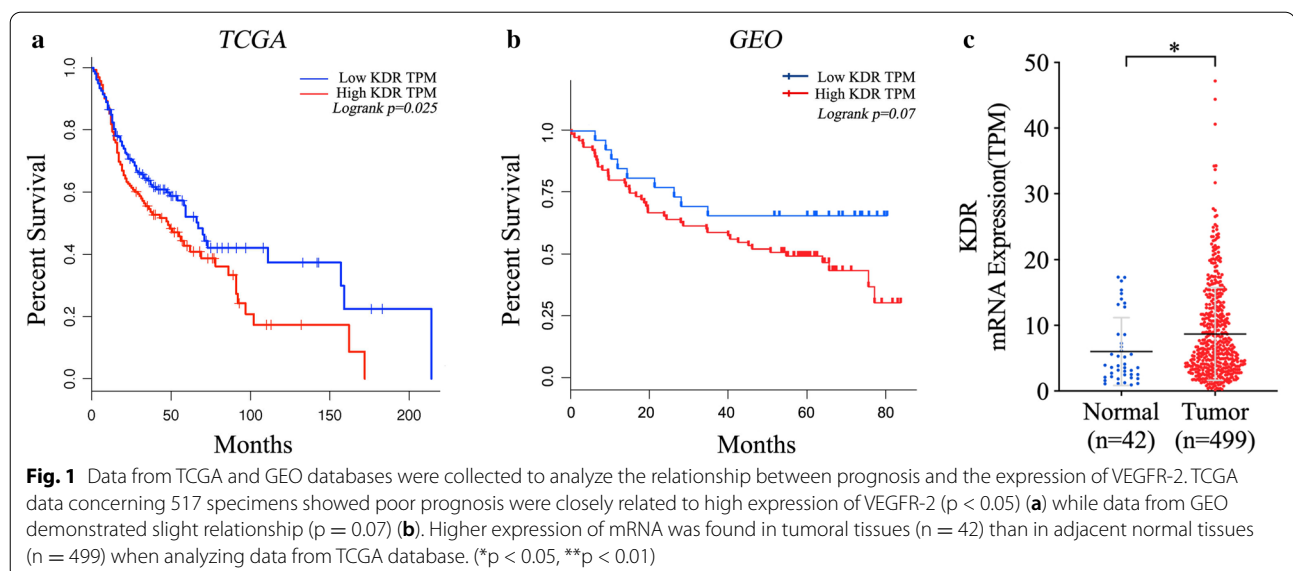 a
TCGA
Low KDR TPM
High KDR TPM
Logrank p=0.025
Percent Survival
1.0
0.8
0.6
0.4
0.2
0.0
0
50
100
150
200
Months
b
GEO
Low KDR TPM
High KDR TPM
Logrank p=0.07
Percent Survival
1.0
0.75
0.5
0.25
0.0
0
20
40
60
80
Months
c
*
KDR
mRNA Expression(TPM)
50
40
30
20
10
0
Normal
(n=42)
Tumor
(n=499)
Fig. 1 Data from TCGA and GEO databases were collected to analyze the relationship between prognosis and the expression of VEGFR-2. TCGA
data concerning 517 specimens showed poor prognosis were closely related to high expression of VEGFR-2 (p < 0.05) (a) while data from GEO
demonstrated slight relationship (p = 0.07) (b). Higher expression of mRNA was found in tumoral tissues (n = 42) than in adjacent normal tissues
(n = 499) when analyzing data from TCGA database. (*p < 0.05, **p < 0.01)